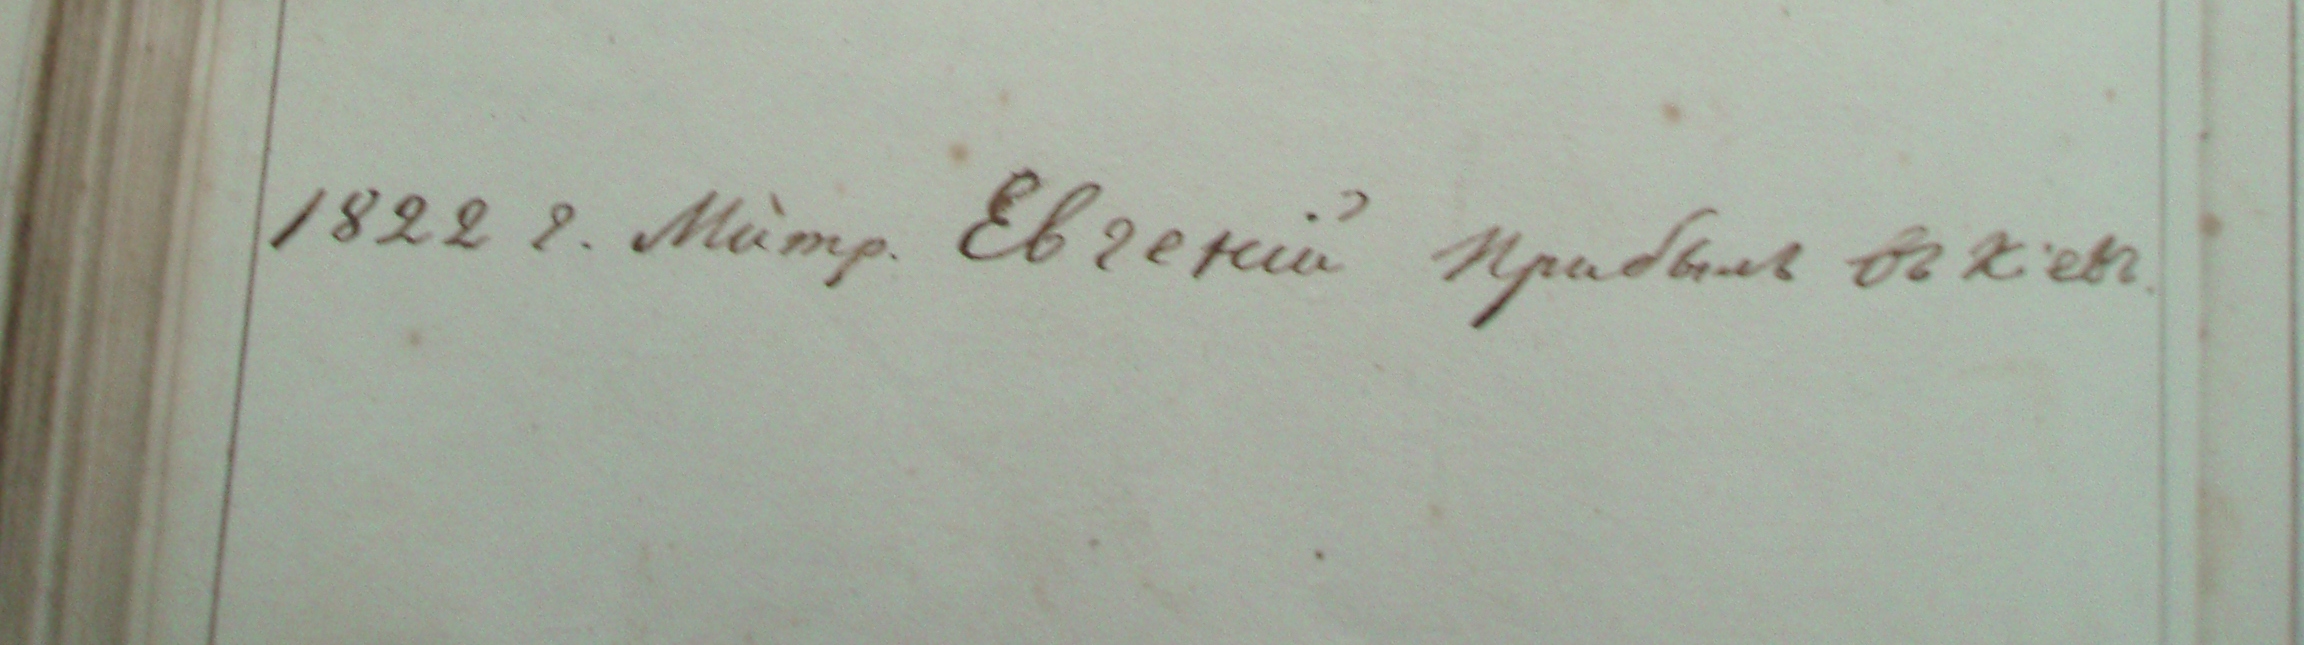 1822 г. Митр. Евгеній прибылъ въ Кіевъ.